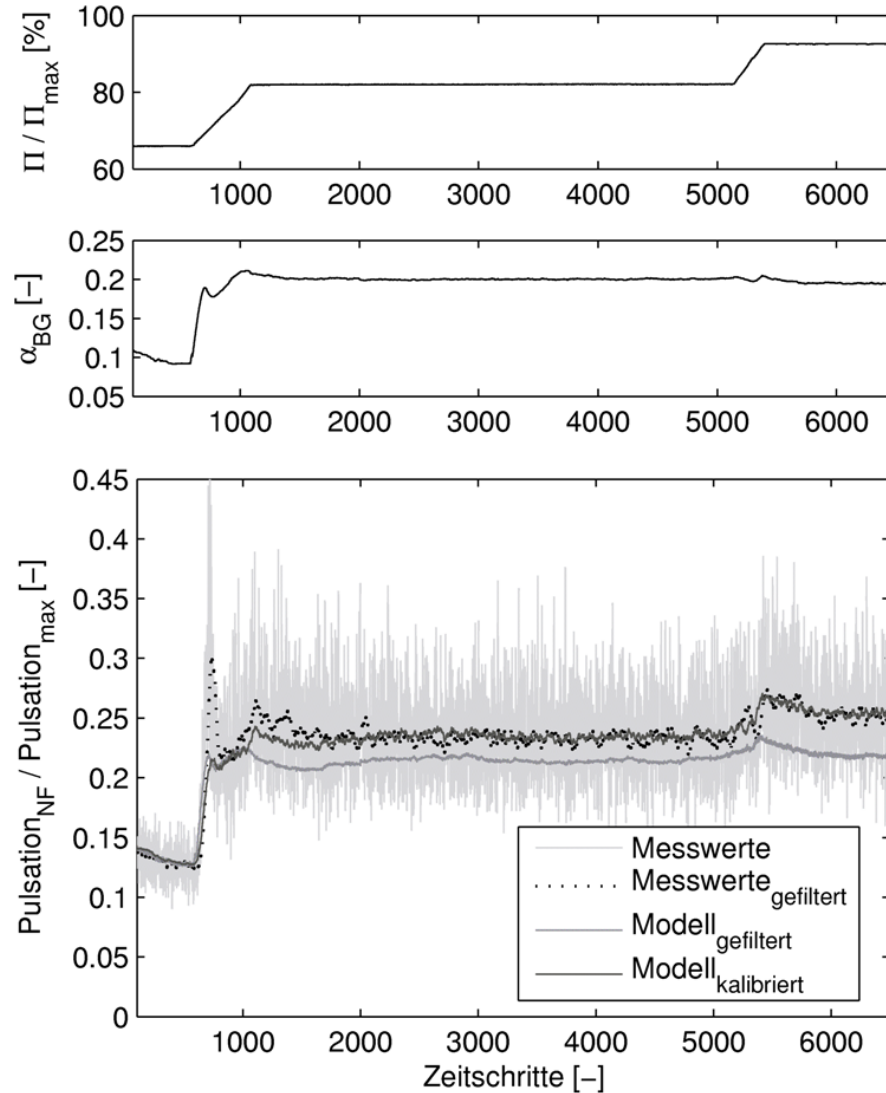 100
80
60
Π / Π_max [%]
1000 2000 3000 4000 5000 6000
0.25
0.2
0.15
0.1
0.05
α_BG [−]
1000 2000 3000 4000 5000 6000
0.45
0.4
0.35
0.3
0.25
0.2
0.15
0.1
0.05
0
Pulsation_NF / Pulsation_max [−]
Messwerte
Messwerte_gefiltert
Modell_gefiltert
Modell_kalibriert
1000 2000 3000 4000 5000 6000
Zeitschritte [−]